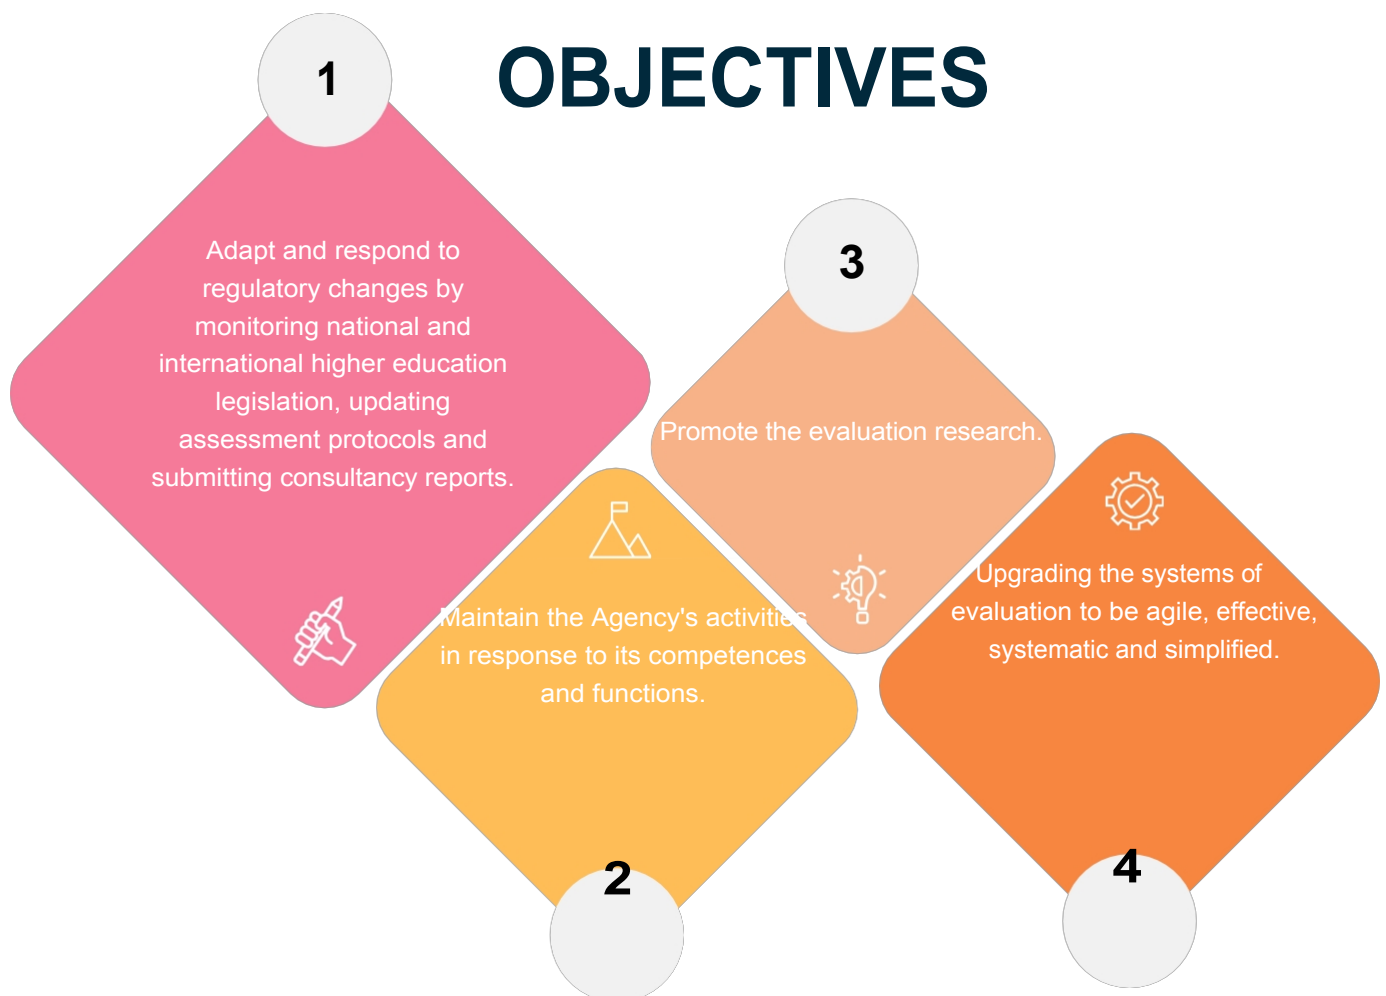 OBJECTIVES
1
Adapt and respond to
regulatory changes by
monitoring national and
international higher education
legislation, updating
assessment protocols and
submitting consultancy reports.
2
Maintain the Agency's activities
in response to its competences
and functions.
3
Promote the evaluation research.
4
Upgrading the systems of
evaluation to be agile, effective,
systematic and simplified.